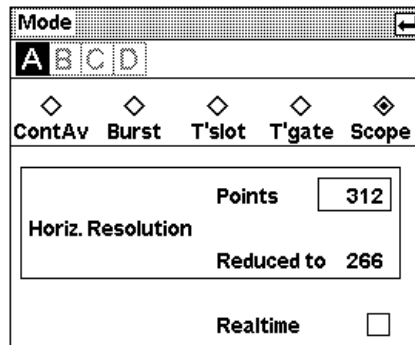 Mode
A B C D
ContAv Burst T'slot T'gate Scope
Points 312
Horiz. Resolution
Reduced to 266
Realtime